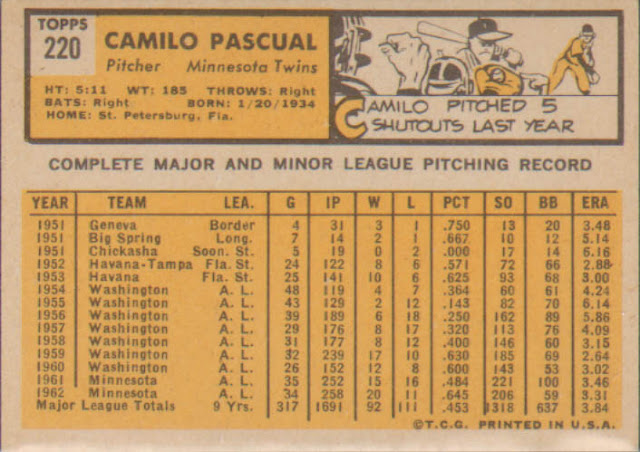 TOPPS
220
CAMILO PASCUAL
Pitcher Minnesota Twins
HT: 5:11 WT: 185 THROWS: Right
BATS: Right BORN: 1/20/1934
HOME: St. Petersburg, Fla.
CAMILO PITCHED 5
SHUTOUTS LAST YEAR
COMPLETE MAJOR AND MINOR LEAGUE PITCHING RECORD
YEAR TEAM LEA. G IP W L PCT SO BB ERA
1951 Geneva Border 4 31 3 1 .750 13 20 3.48
1951 Big Spring Long. 7 14 2 1 .667 10 12 5.14
1951 Chickasha Soon. St. 5 19 0 2 .000 17 14 6.16
1952 Havana-Tampa Fla. St. 24 122 8 6 .571 72 66 2.88
1953 Havana Fla. St. 25 141 10 6 .625 93 68 3.00
1954 Washington A. L. 48 119 4 7 .364 60 61 4.24
1955 Washington A. L. 43 129 2 12 .143 82 70 6.14
1956 Washington A. L. 39 189 6 18 .250 162 89 5.86
1957 Washington A. L. 29 176 8 17 .320 113 76 4.09
1958 Washington A. L. 31 177 8 12 .400 146 60 3.15
1959 Washington A. L. 32 239 17 10 .630 185 69 2.64
1960 Washington A. L. 26 152 12 8 .600 143 53 3.02
1961 Minnesota A. L. 35 252 15 16 .484 221 100 3.46
1962 Minnesota A. L. 34 258 20 11 .645 206 59 3.31
Major League Totals 9 Yrs. 317 1691 92 111 .453 1318 637 3.84
©T.C.G. PRINTED IN U.S.A.